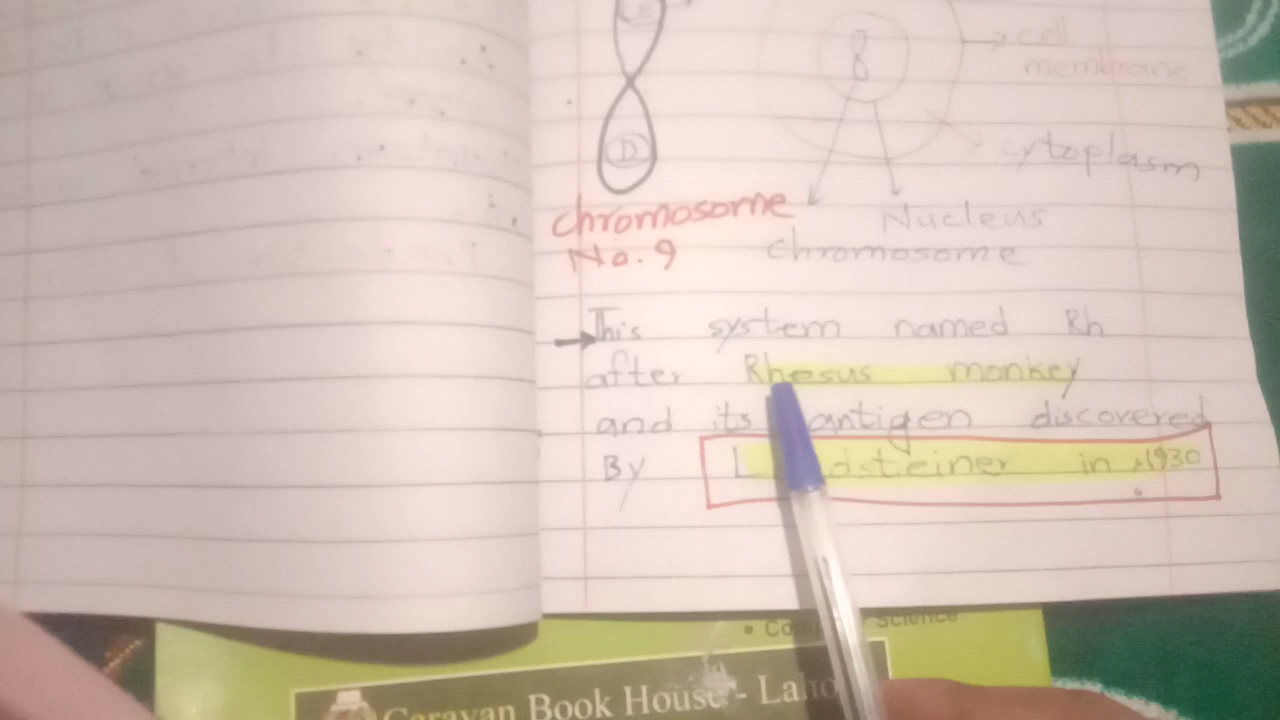 B
cell
membrane
D
cytoplasm
chromosome
No. 9
Nucleus
chromosome
This system named Rh
after Rhesus monkey
and its antigen discovered
By in 1930
Science
Caravan Book House - Laho